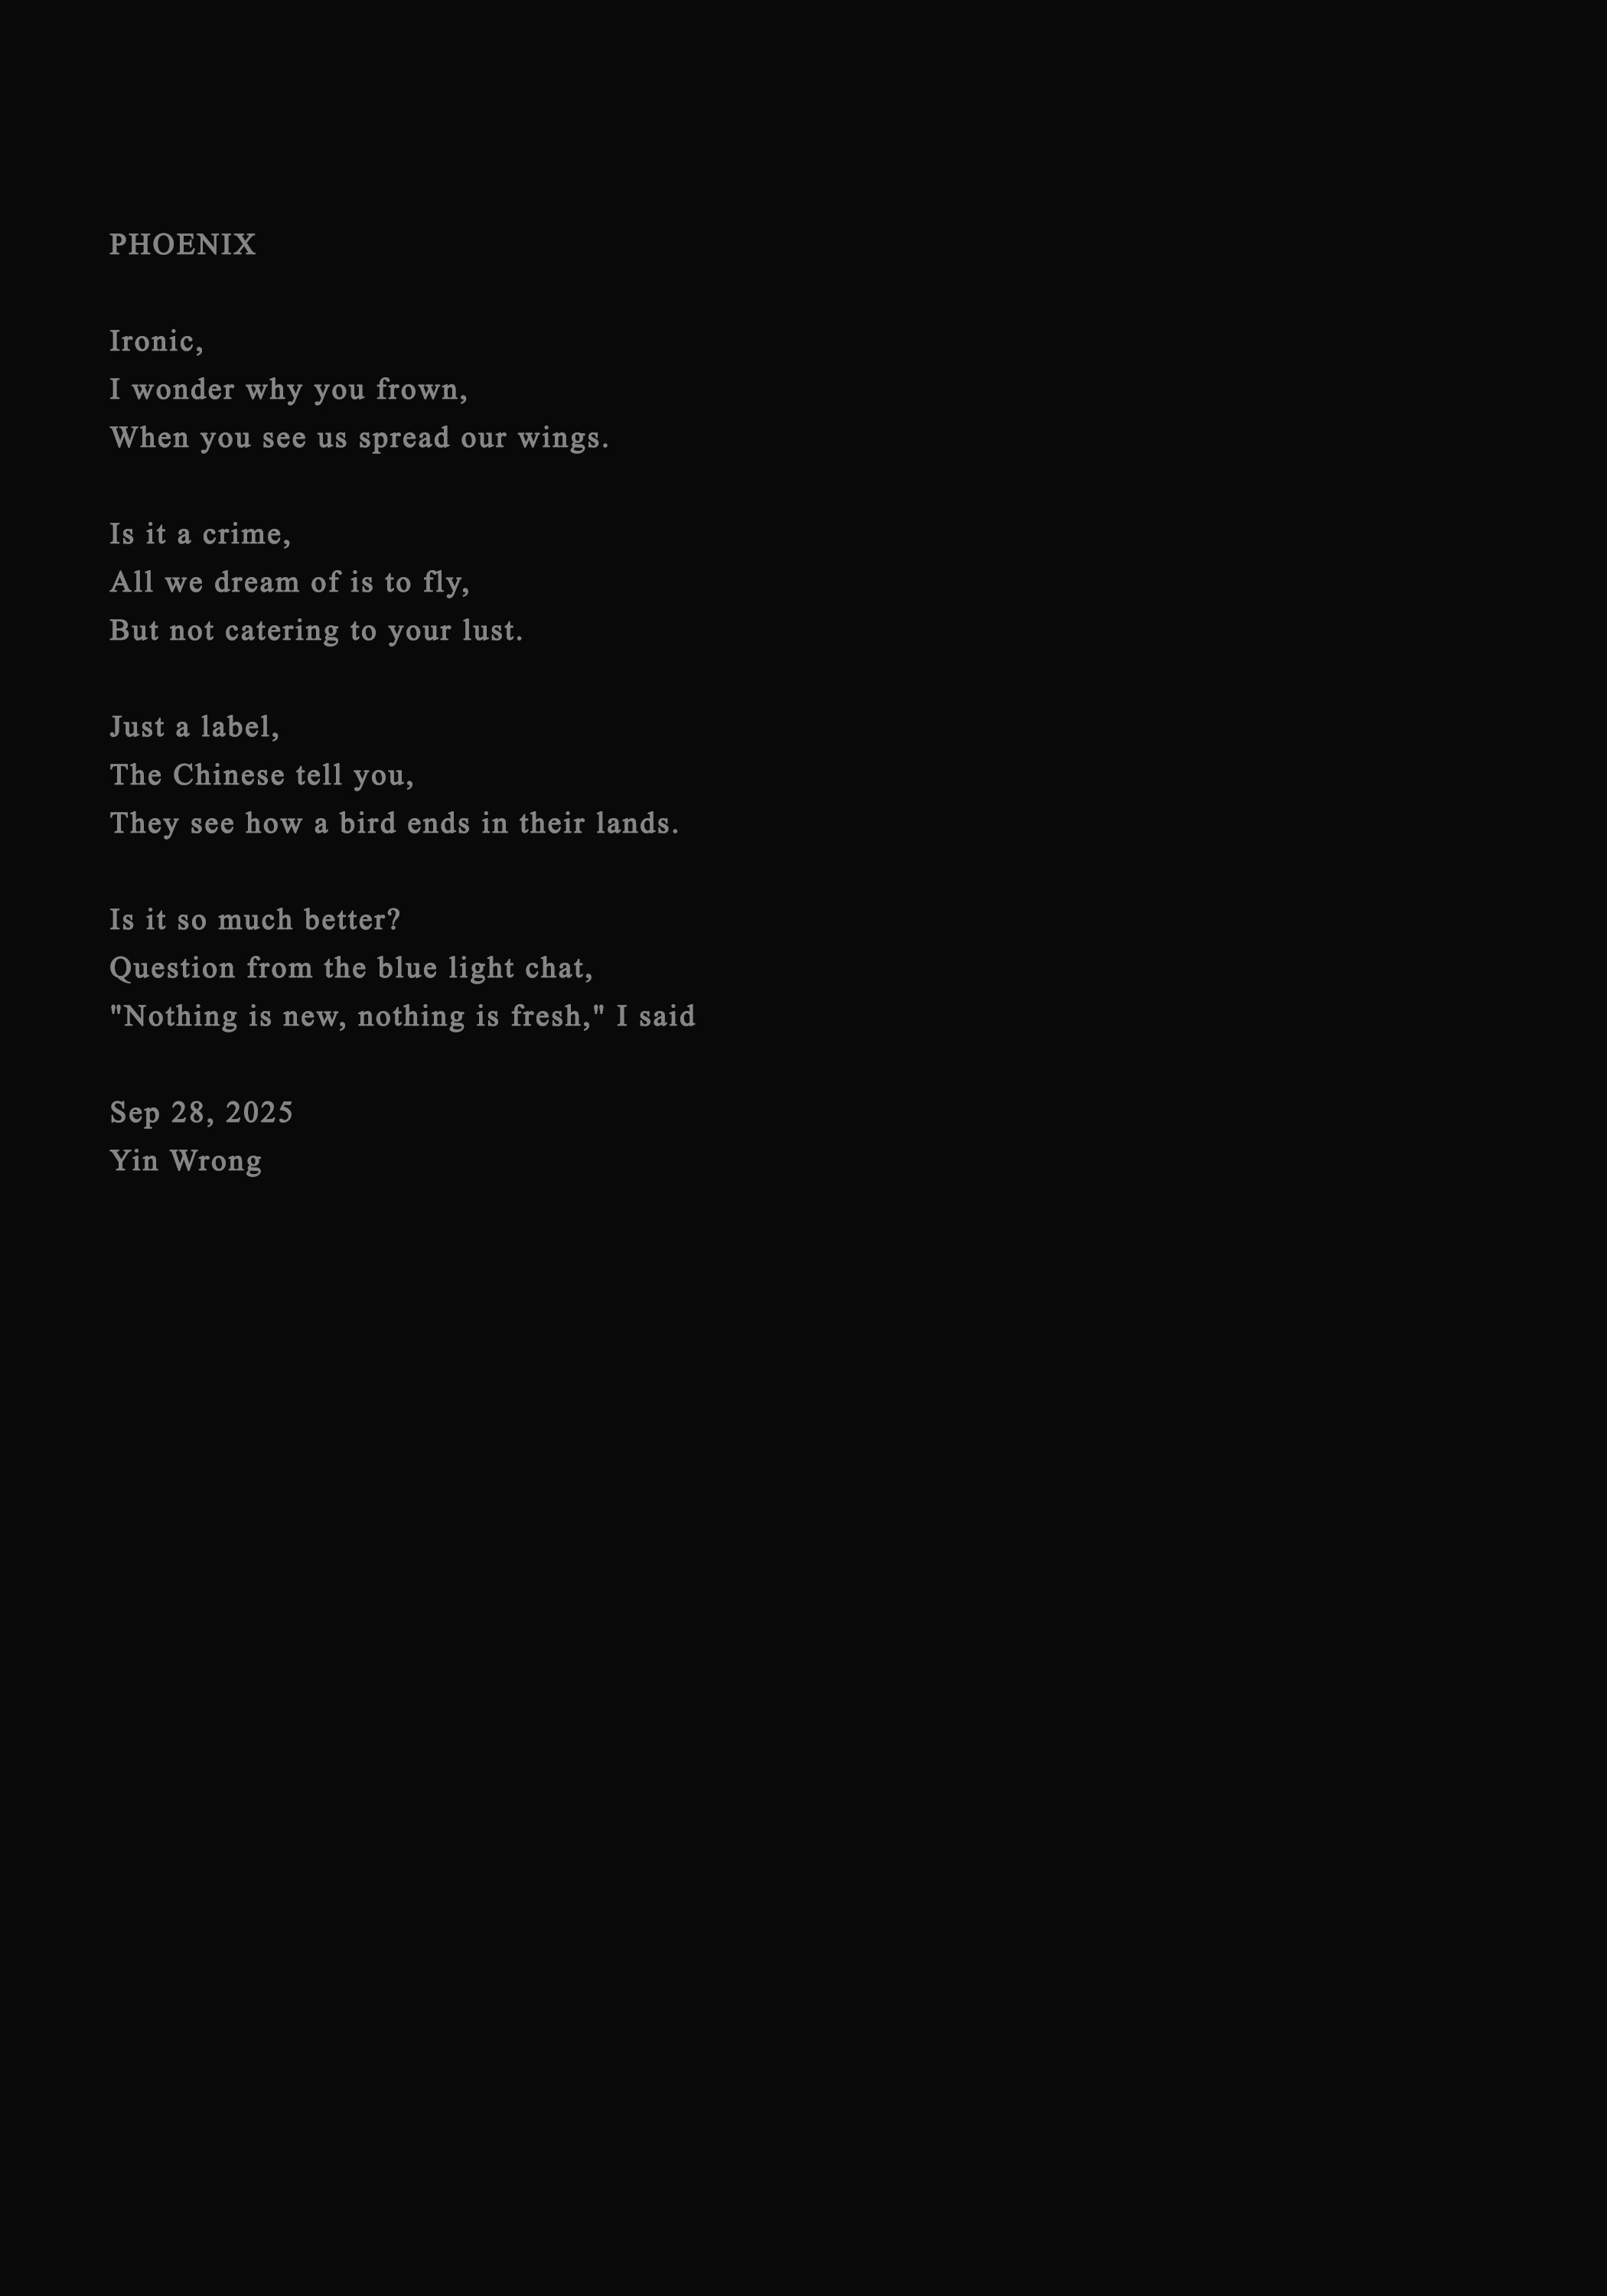 PHOENIX
Ironic,
I wonder why you frown,
When you see us spread our wings.
Is it a crime,
All we dream of is to fly,
But not catering to your lust.
Just a label,
The Chinese tell you,
They see how a bird ends in their lands.
Is it so much better?
Question from the blue light chat,
"Nothing is new, nothing is fresh," I said
Sep 28, 2025
Yin Wrong